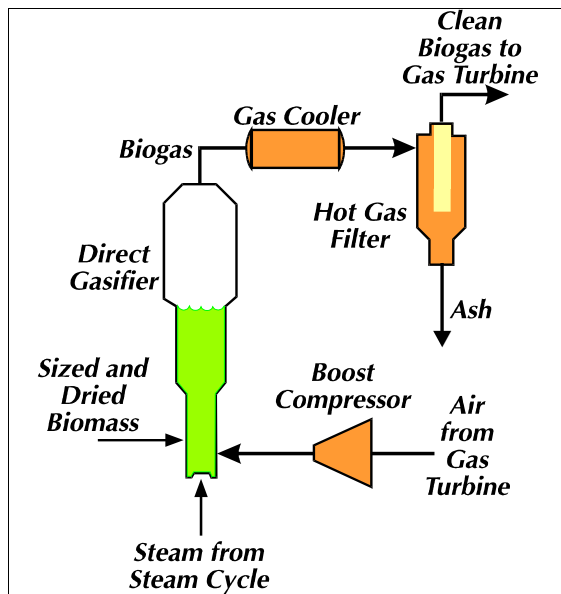 Clean
Biogas to
Gas Turbine
Gas Cooler
Biogas
Hot Gas
Filter
Direct
Gasifier
Ash
Sized and
Dried
Biomass
Boost
Compressor
Air
from
Gas
Turbine
Steam from
Steam Cycle